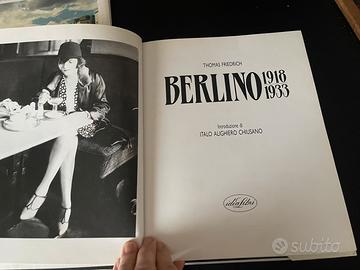 THOMAS FRIEDRICH
BERLINO 1918
1933
Introduzione di
ITALO ALIGHIERO CHIUSANO
idealibri
subito